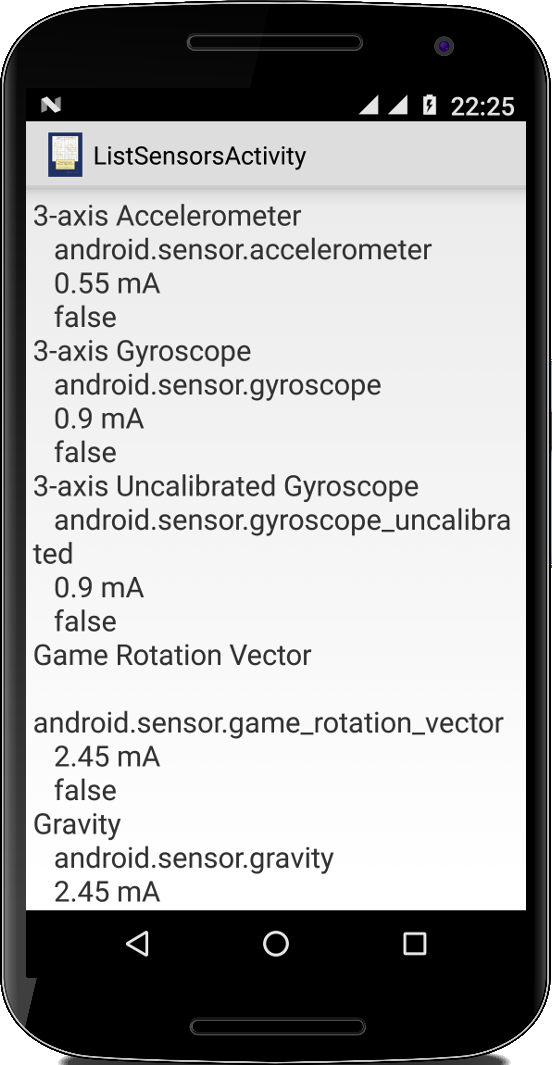 22:25
ListSensorsActivity
3-axis Accelerometer
android.sensor.accelerometer
0.55 mA
false
3-axis Gyroscope
android.sensor.gyroscope
0.9 mA
false
3-axis Uncalibrated Gyroscope
android.sensor.gyroscope_uncalibra
ted
0.9 mA
false
Game Rotation Vector
android.sensor.game_rotation_vector
2.45 mA
false
Gravity
android.sensor.gravity
2.45 mA